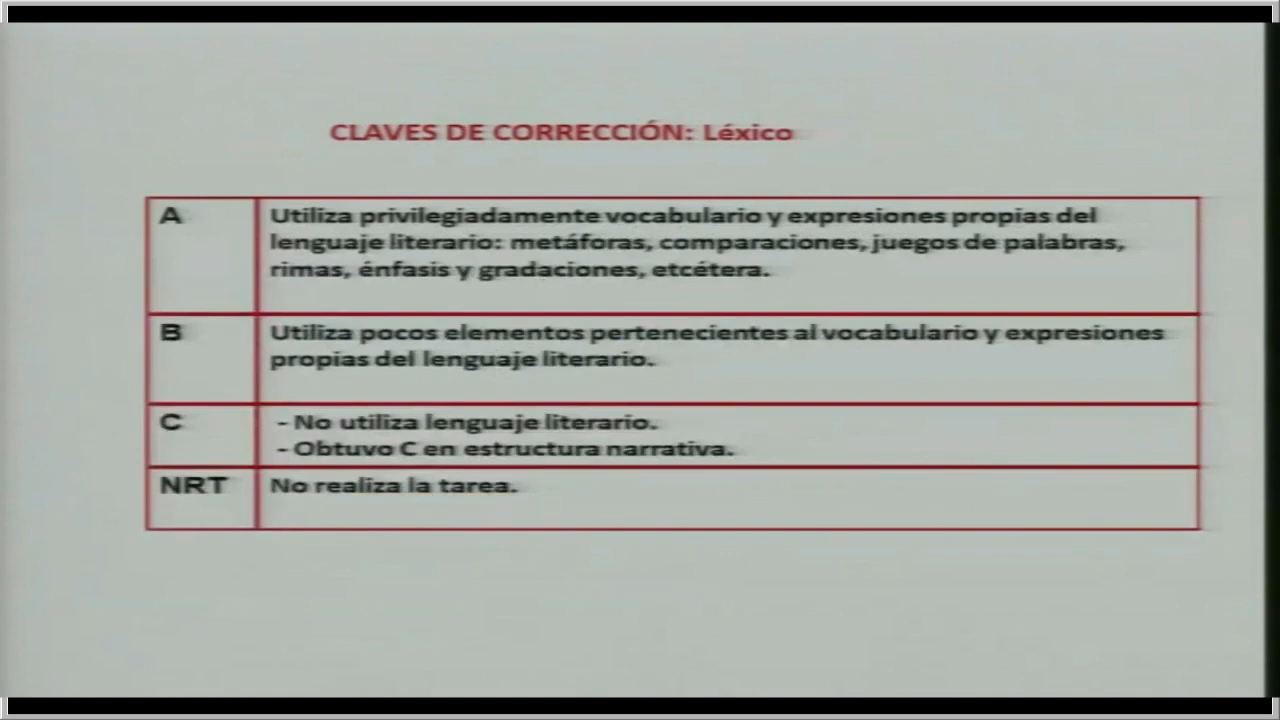 CLAVES DE CORRECCIÓN: Léxico
A
Utiliza privilegiadamente vocabulario y expresiones propias del
lenguaje literario: metáforas, comparaciones, juegos de palabras,
rimas, énfasis y gradaciones, etcétera.
B
Utiliza pocos elementos pertenecientes al vocabulario y expresiones
propias del lenguaje literario.
C
- No utiliza lenguaje literario.
- Obtuvo C en estructura narrativa.
NRT
No realiza la tarea.